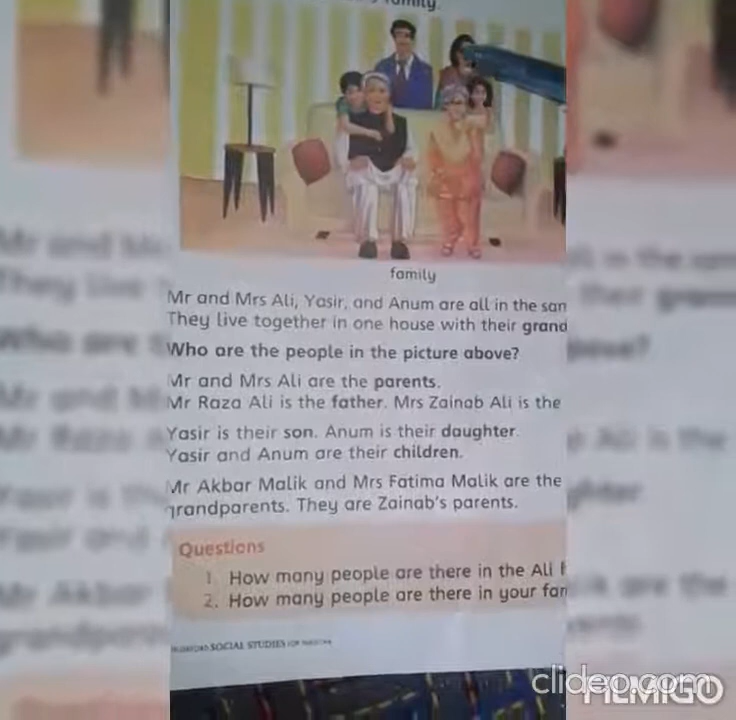 family.
family
Mr and Mrs Ali, Yasir, and Anum are all in the
They live together in one house with their
Who are the people in the picture above?
Mr and Mrs Ali are the parents.
Mr Raza Ali is the father. Mrs Zainab Ali is the
Yasir is their son. Anum is their daughter.
Yasir and Anum are their children.
Mr Akbar Malik and Mrs Fatima Malik are the
grandparents. They are Zainab's parents.
Questions
1. How many people are there in the Ali
2. How many people are there in your
SOCIAL STUDIES FOR PAKISTAN
clideo.com
FILMIGO